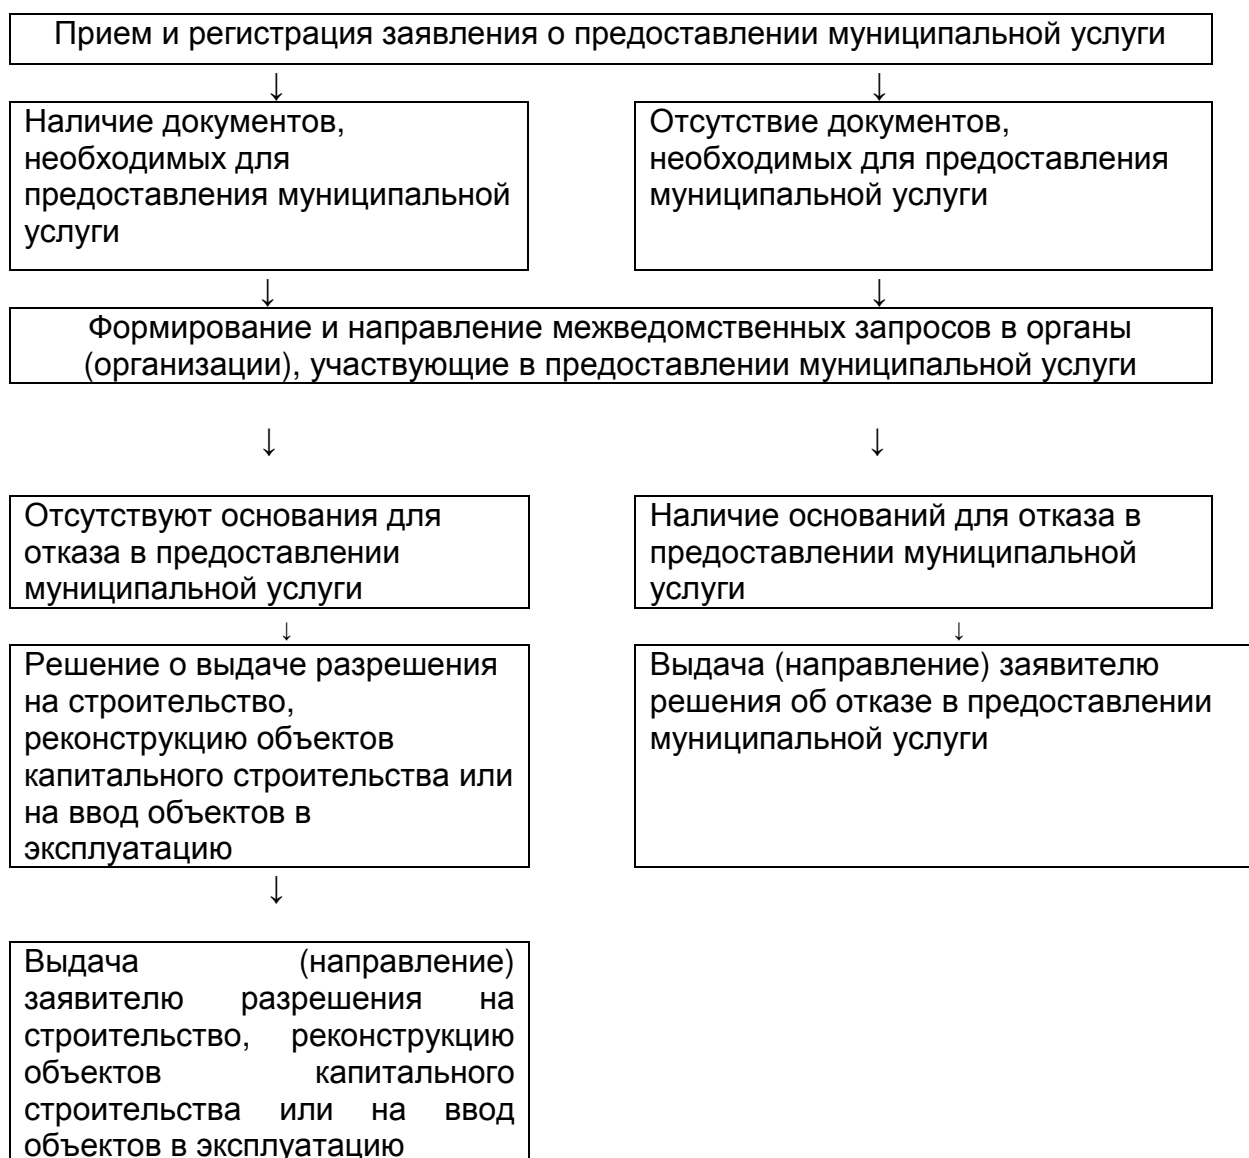 Прием и регистрация заявления о предоставлении муниципальной услуги
↓ ↓
Наличие документов,
необходимых для
предоставления муниципальной
услуги
Отсутствие документов,
необходимых для предоставления
муниципальной услуги
↓ ↓
Формирование и направление межведомственных запросов в органы
(организации), участвующие в предоставлении муниципальной услуги
↓ ↓
Отсутствуют основания для
отказа в предоставлении
муниципальной услуги
Наличие оснований для отказа в
предоставлении муниципальной
услуги
↓ ↓
Решение о выдаче разрешения
на строительство,
реконструкцию объектов
капитального строительства или
на ввод объектов в
эксплуатацию
Выдача (направление) заявителю
решения об отказе в предоставлении
муниципальной услуги
↓
Выдача (направление)
заявителю разрешения на
строительство, реконструкцию
объектов капитального
строительства или на ввод
объектов в эксплуатацию